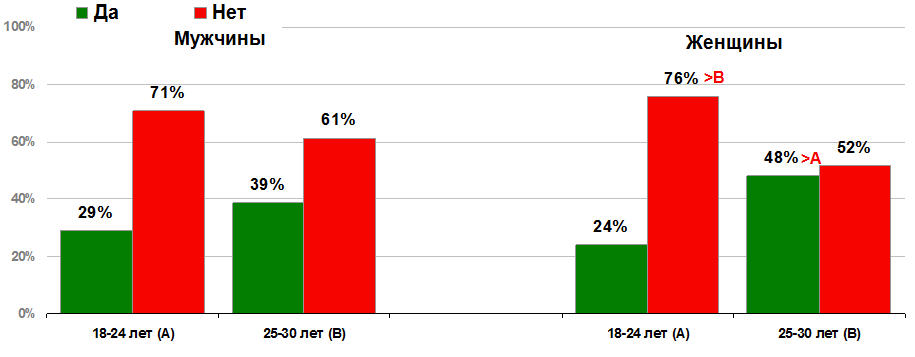 Да Нет
100%
Мужчины
Женщины
80%
71%
76% >B
61%
60%
52%
48% >A
39%
40%
29%
24%
20%
0%
18-24 лет (A) 25-30 лет (B) 18-24 лет (A) 25-30 лет (B)